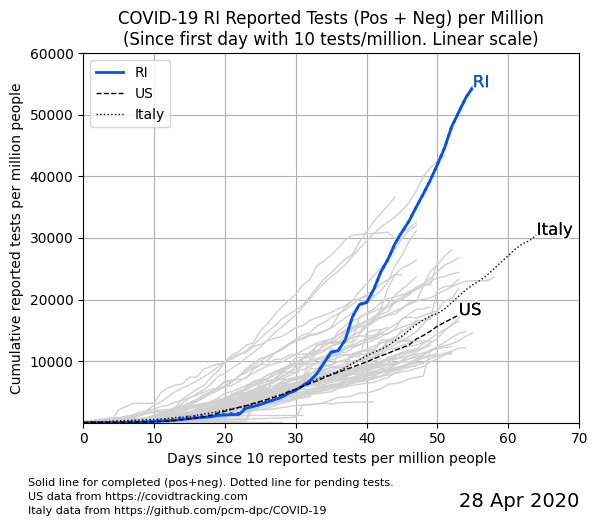 COVID-19 RI Reported Tests (Pos + Neg) per Million
(Since first day with 10 tests/million. Linear scale)
Cumulative reported tests per million people
60000
50000
40000
30000
20000
10000
RI
US
Italy
RI
Italy
US
0 10 20 30 40 50 60 70
Days since 10 reported tests per million people
Solid line for completed (pos+neg). Dotted line for pending tests.
US data from https://covidtracking.com
Italy data from https://github.com/pcm-dpc/COVID-19
28 Apr 2020